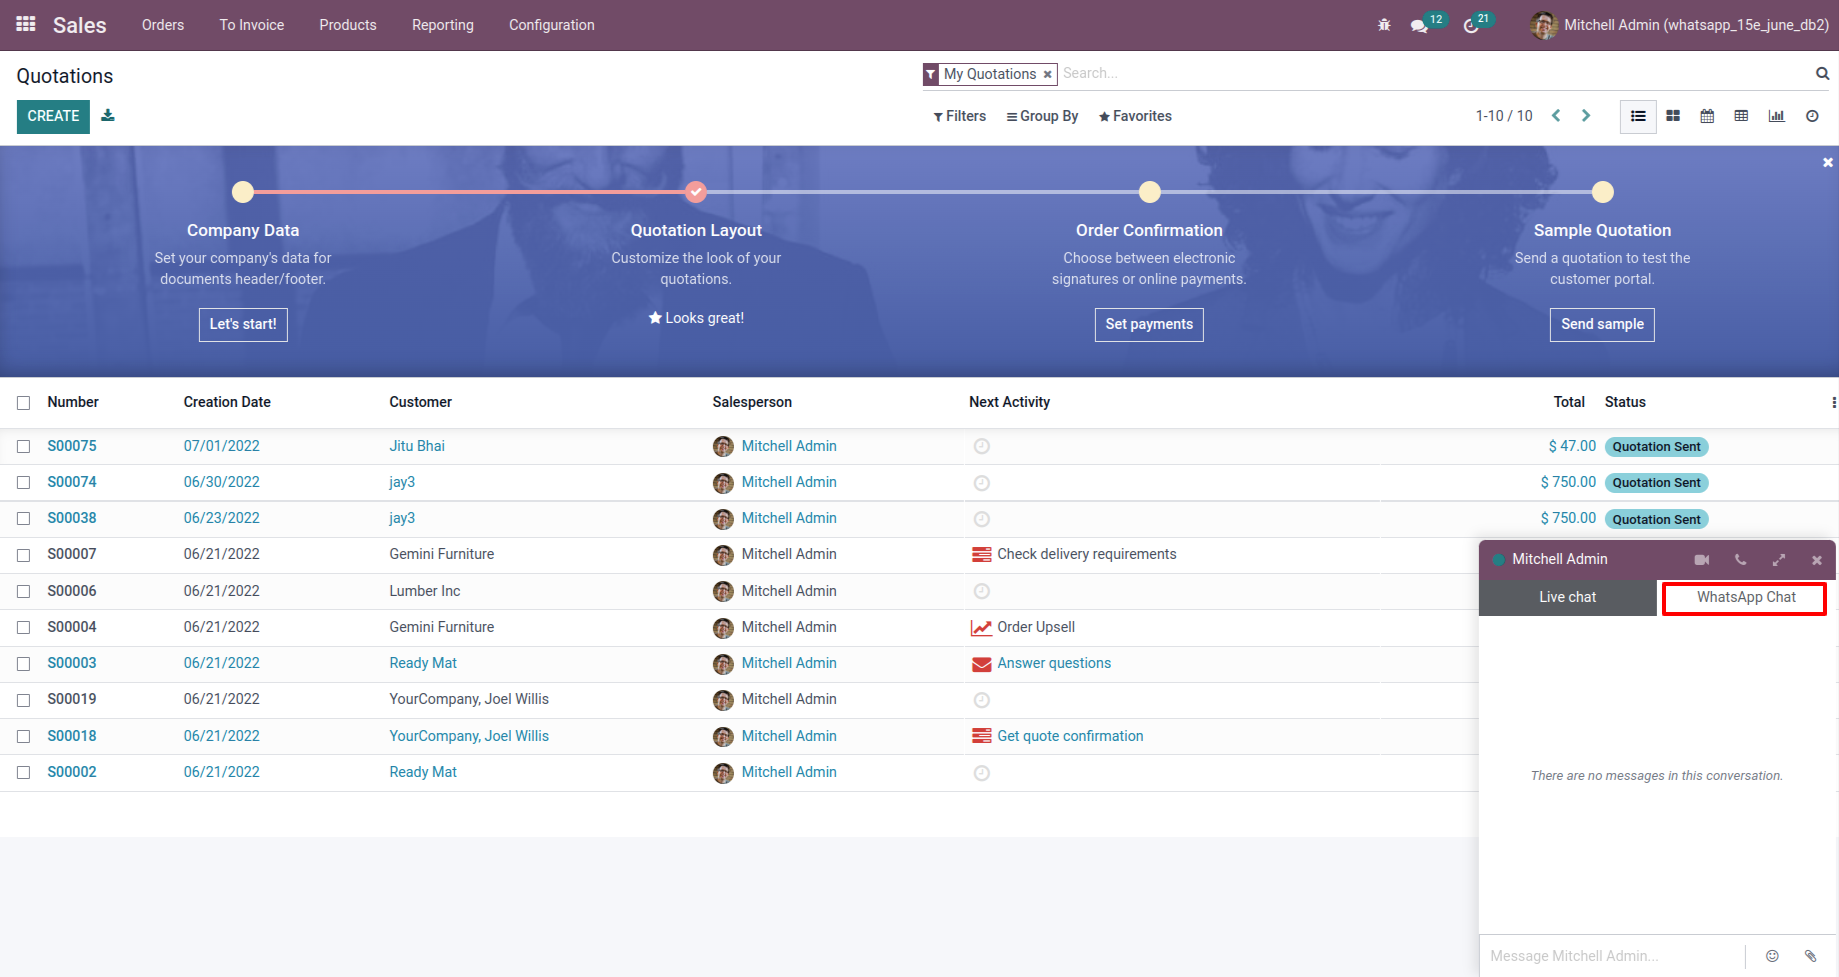 Sales Orders To Invoice Products Reporting Configuration 12 21 Mitchell Admin (whatsapp_15e_june_db2)
Quotations My Quotations × Search...
CREATE Filters Group By Favorites 1-10 / 10
Company Data
Set your company's data for
documents header/footer.
Let's start!
Quotation Layout
Customize the look of your
quotations.
Looks great!
Order Confirmation
Choose between electronic
signatures or online payments.
Set payments
Sample Quotation
Send a quotation to test the
customer portal.
Send sample
Number Creation Date Customer Salesperson Next Activity Total Status
S00075 07/01/2022 Jitu Bhai Mitchell Admin $ 47.00 Quotation Sent
S00074 06/30/2022 jay3 Mitchell Admin $ 750.00 Quotation Sent
S00038 06/23/2022 jay3 Mitchell Admin $ 750.00 Quotation Sent
S00007 06/21/2022 Gemini Furniture Mitchell Admin Check delivery requirements
S00006 06/21/2022 Lumber Inc Mitchell Admin
S00004 06/21/2022 Gemini Furniture Mitchell Admin Order Upsell
S00003 06/21/2022 Ready Mat Mitchell Admin Answer questions
S00019 06/21/2022 YourCompany, Joel Willis Mitchell Admin
S00018 06/21/2022 YourCompany, Joel Willis Mitchell Admin Get quote confirmation
S00002 06/21/2022 Ready Mat Mitchell Admin
Mitchell Admin
Live chat WhatsApp Chat
There are no messages in this conversation.
Message Mitchell Admin...